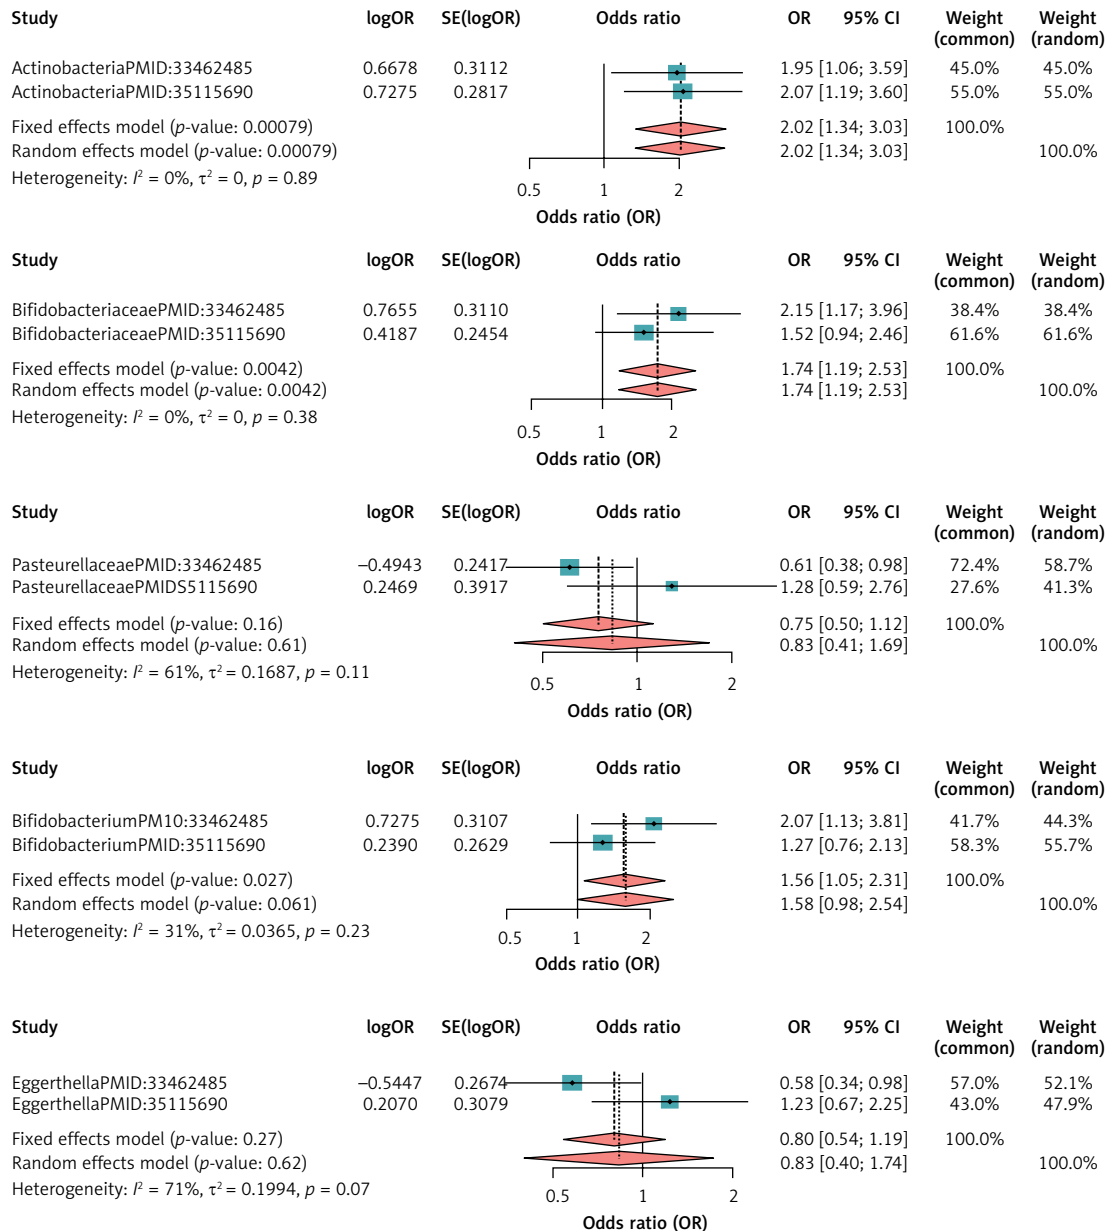 Study logOR SE(logOR) Odds ratio OR 95% CI Weight (common) Weight (random)
ActinobacteriaPMID:33462485 0.6678 0.3112 1.95 [1.06; 3.59] 45.0% 45.0%
ActinobacteriaPMID:35115690 0.7275 0.2817 2.07 [1.19; 3.60] 55.0% 55.0%
Fixed effects model (p-value: 0.00079) 2.02 [1.34; 3.03] 100.0%
Random effects model (p-value: 0.00079) 2.02 [1.34; 3.03] 100.0%
Heterogeneity: I² = 0%, τ² = 0, p = 0.89
0.5 1 2
Odds ratio (OR)
Study logOR SE(logOR) Odds ratio OR 95% CI Weight (common) Weight (random)
BifidobacteriaceaePMID:33462485 0.7655 0.3110 2.15 [1.17; 3.96] 38.4% 38.4%
BifidobacteriaceaePMID:35115690 0.4187 0.2454 1.52 [0.94; 2.46] 61.6% 61.6%
Fixed effects model (p-value: 0.0042) 1.74 [1.19; 2.53] 100.0%
Random effects model (p-value: 0.0042) 1.74 [1.19; 2.53] 100.0%
Heterogeneity: I² = 0%, τ² = 0, p = 0.38
0.5 1 2
Odds ratio (OR)
Study logOR SE(logOR) Odds ratio OR 95% CI Weight (common) Weight (random)
PasteurellaceaePMID:33462485 −0.4943 0.2417 0.61 [0.38; 0.98] 72.4% 58.7%
PasteurellaceaePMIDS5115690 0.2469 0.3917 1.28 [0.59; 2.76] 27.6% 41.3%
Fixed effects model (p-value: 0.16) 0.75 [0.50; 1.12] 100.0%
Random effects model (p-value: 0.61) 0.83 [0.41; 1.69] 100.0%
Heterogeneity: I² = 61%, τ² = 0.1687, p = 0.11
0.5 1 2
Odds ratio (OR)
Study logOR SE(logOR) Odds ratio OR 95% CI Weight (common) Weight (random)
BifidobacteriumPM10:33462485 0.7275 0.3107 2.07 [1.13; 3.81] 41.7% 44.3%
BifidobacteriumPMID:35115690 0.2390 0.2629 1.27 [0.76; 2.13] 58.3% 55.7%
Fixed effects model (p-value: 0.027) 1.56 [1.05; 2.31] 100.0%
Random effects model (p-value: 0.061) 1.58 [0.98; 2.54] 100.0%
Heterogeneity: I² = 31%, τ² = 0.0365, p = 0.23
0.5 1 2
Odds ratio (OR)
Study logOR SE(logOR) Odds ratio OR 95% CI Weight (common) Weight (random)
EggerthellaPMID:33462485 −0.5447 0.2674 0.58 [0.34; 0.98] 57.0% 52.1%
EggerthellaPMID:35115690 0.2070 0.3079 1.23 [0.67; 2.25] 43.0% 47.9%
Fixed effects model (p-value: 0.27) 0.80 [0.54; 1.19] 100.0%
Random effects model (p-value: 0.62) 0.83 [0.40; 1.74] 100.0%
Heterogeneity: I² = 71%, τ² = 0.1994, p = 0.07
0.5 1 2
Odds ratio (OR)